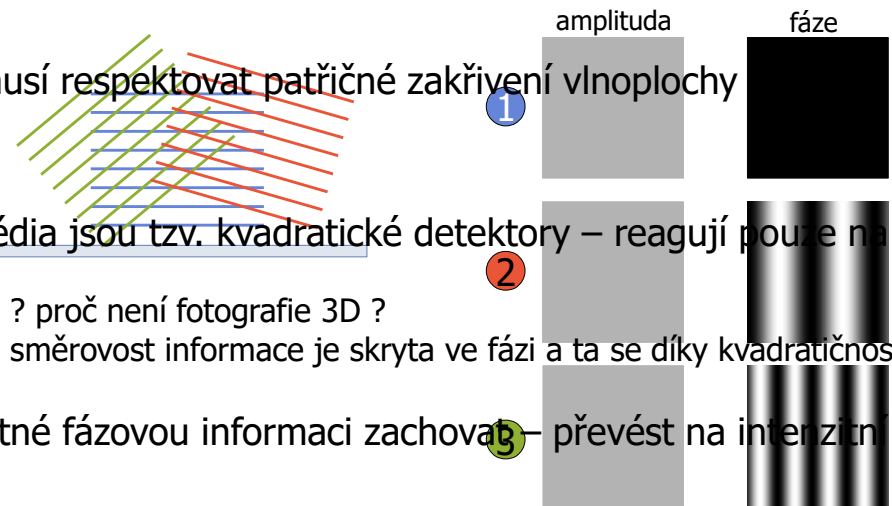 amplituda
fáze
usí respektovat patřičné zakřivení vlnoplochy
1
édia jsou tzv. kvadratické detektory – reagují pouze na
2
? proč není fotografie 3D ?
směrovost informace je skryta ve fázi a ta se díky kvadratičnos
tné fázovou informaci zachovat – převést na intenzitní
3